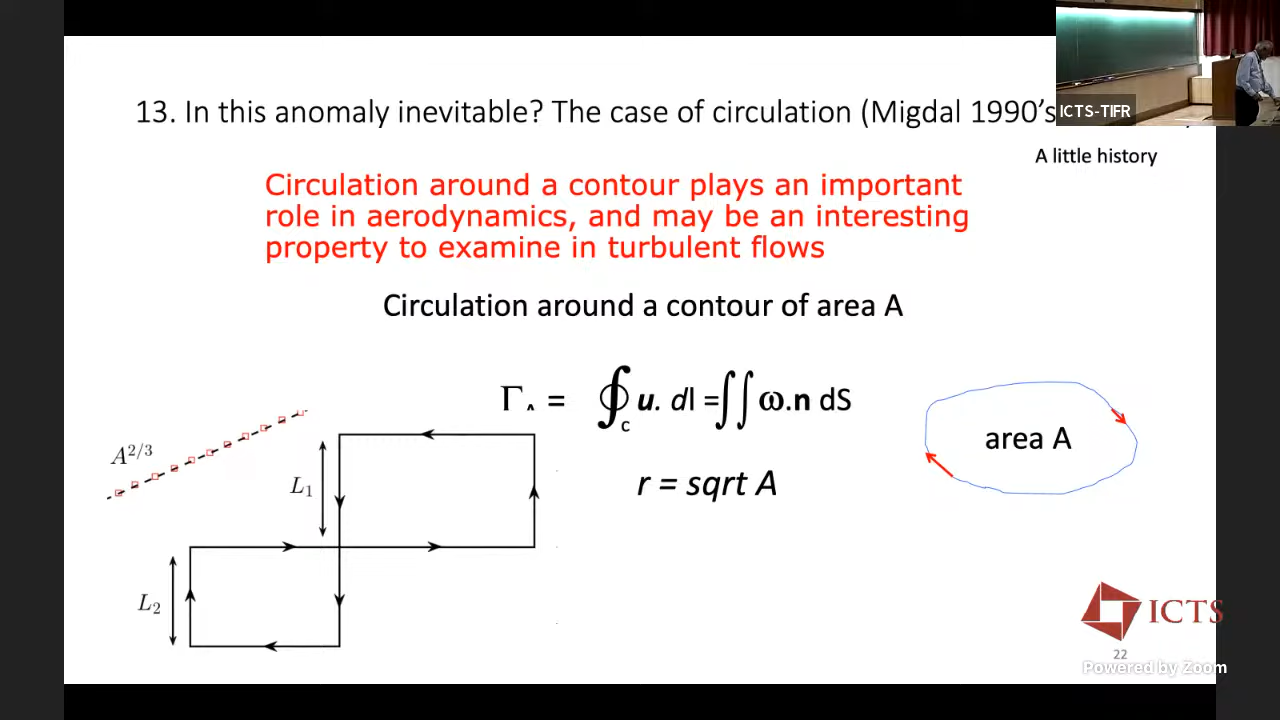 13. In this anomaly inevitable? The case of circulation (Migdal 1990's
ICTS-TIFR
A little history
Circulation around a contour plays an important
role in aerodynamics, and may be an interesting
property to examine in turbulent flows
Circulation around a contour of area A
Γ_A = ∮_c u. dl =∬ ω.n dS
A^{2/3}
area A
L_1
r = sqrt A
L_2
ICTS
22
Powered by Zoom